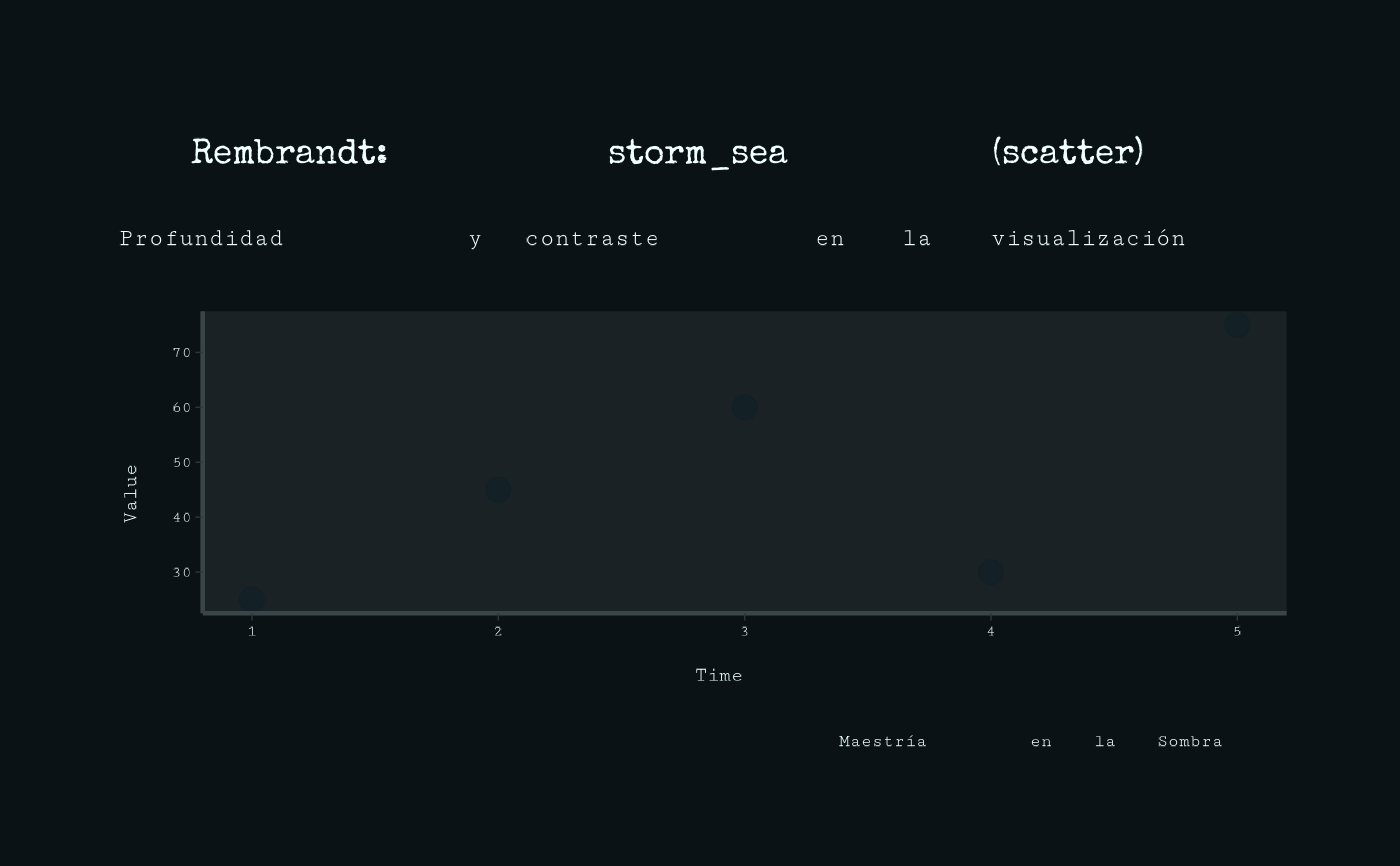 Rembrandt: storm_sea (scatter)
Profundidad y contraste en la visualización
70
60
50
40
30
Value
1 2 3 4 5
Time
Maestría en la Sombra